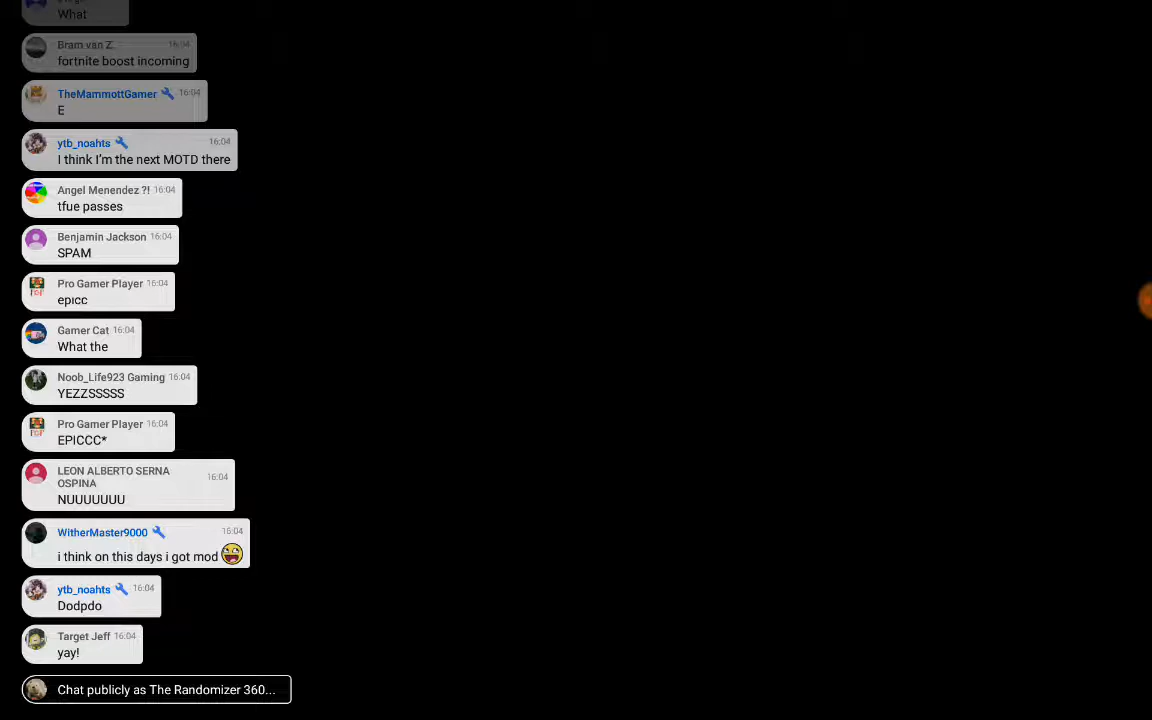 What
Bram van Z. 16:04
fortnite boost incoming
TheMammottGamer 16:04
E
ytb_noahts 16:04
I think I'm the next MOTD there
Angel Menendez ?! 16:04
tfue passes
Benjamin Jackson 16:04
SPAM
Pro Gamer Player 16:04
epicc
Gamer Cat 16:04
What the
Noob_Life923 Gaming 16:04
YEZZSSSSS
Pro Gamer Player 16:04
EPICCC*
LEON ALBERTO SERNA
OSPINA 16:04
NUUUUUUU
WitherMaster9000 16:04
i think on this days i got mod
ytb_noahts 16:04
Dodpdo
Target Jeff 16:04
yay!
Chat publicly as The Randomizer 360...